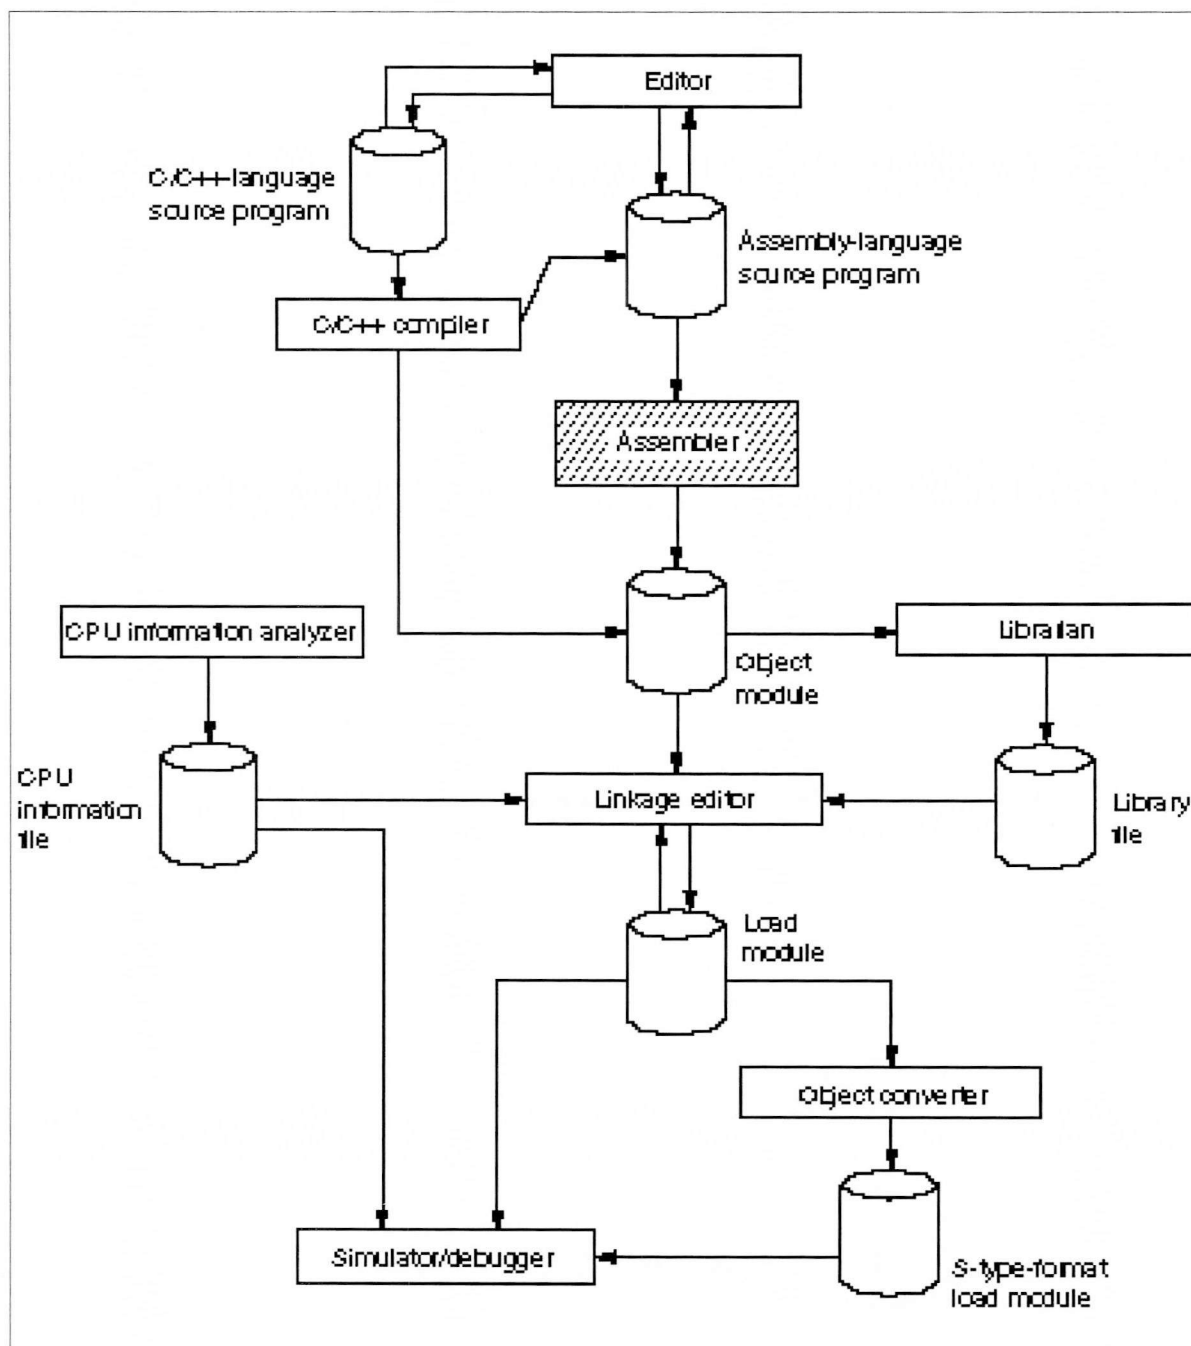 Editor
C/C++-language
source program
Assembly-language
source program
C/C++ compiler
Assembler
CPU information analyzer
Librarian
Object
module
CPU
information
file
Linkage editor
Library
file
Load
module
Object converter
Simulator/debugger
S-type-format
load module